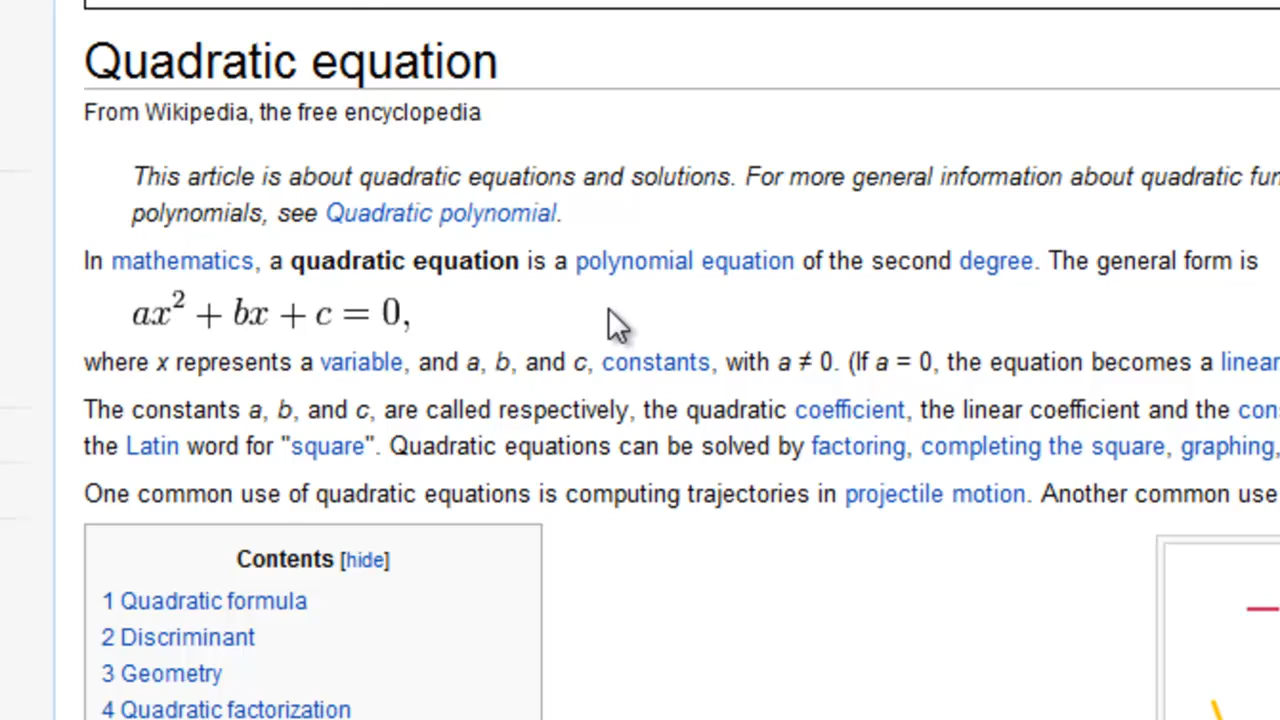 Quadratic equation
From Wikipedia, the free encyclopedia
This article is about quadratic equations and solutions. For more general information about quadratic
polynomials, see Quadratic polynomial.
In mathematics, a quadratic equation is a polynomial equation of the second degree. The general form is
ax² + bx + c = 0,
where x represents a variable, and a, b, and c, constants, with a ≠ 0. (If a = 0, the equation becomes a linear
The constants a, b, and c, are called respectively, the quadratic coefficient, the linear coefficient and the
the Latin word for "square". Quadratic equations can be solved by factoring, completing the square, graphing,
One common use of quadratic equations is computing trajectories in projectile motion. Another common use
Contents [hide]
1 Quadratic formula
2 Discriminant
3 Geometry
4 Quadratic factorization